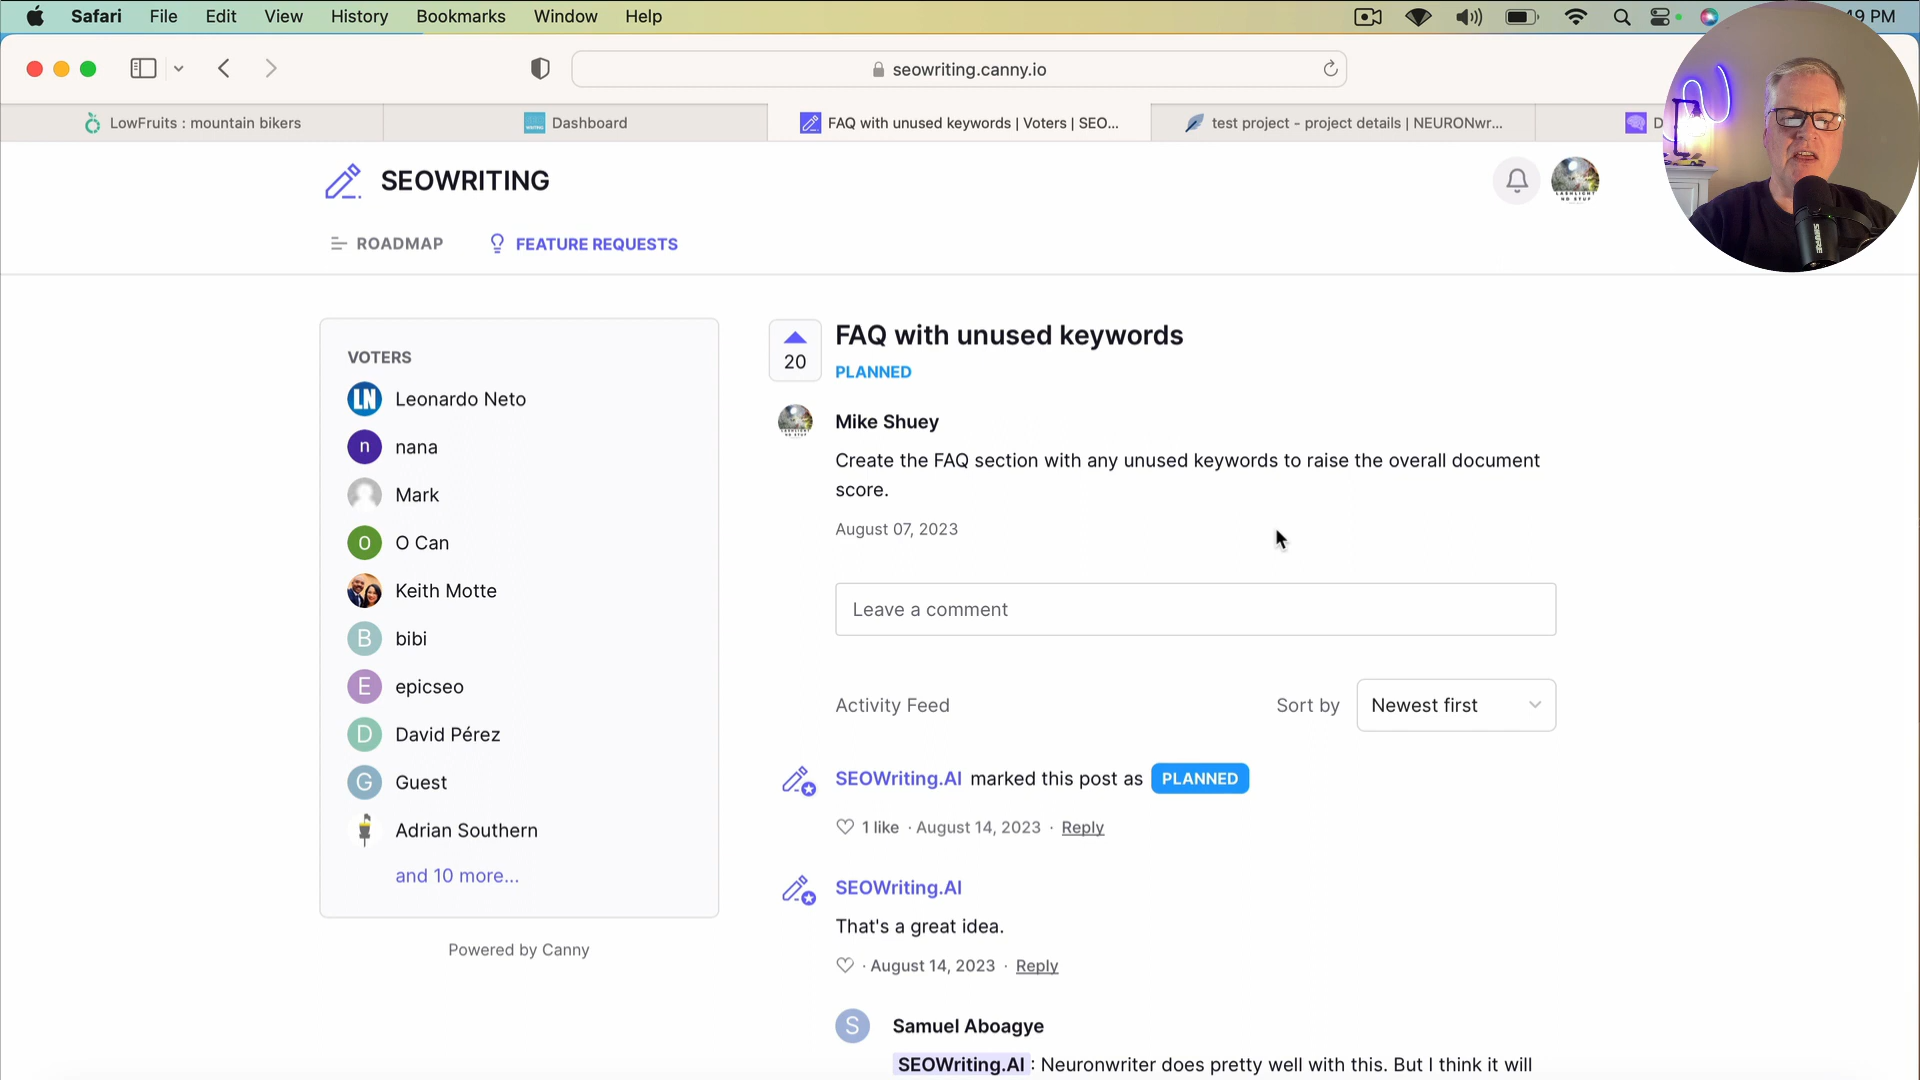 Safari File Edit View History Bookmarks Window Help
49 PM
seowriting.canny.io
LowFruits : mountain bikers
Dashboard
FAQ with unused keywords | Voters | SEO...
test project - project details | NEURONwr...
D
SEOWRITING
ROADMAP
FEATURE REQUESTS
VOTERS
LN Leonardo Neto
n nana
Mark
O O Can
Keith Motte
B bibi
E epicseo
D David Pérez
G Guest
Adrian Southern
and 10 more...
Powered by Canny
20
FAQ with unused keywords
PLANNED
Mike Shuey
Create the FAQ section with any unused keywords to raise the overall document
score.
August 07, 2023
Leave a comment
Activity Feed
Sort by Newest first
SEOWriting.AI marked this post as PLANNED
1 like · August 14, 2023 · Reply
SEOWriting.AI
That's a great idea.
· August 14, 2023 · Reply
S Samuel Aboagye
SEOWriting.AI : Neuronwriter does pretty well with this. But I think it will